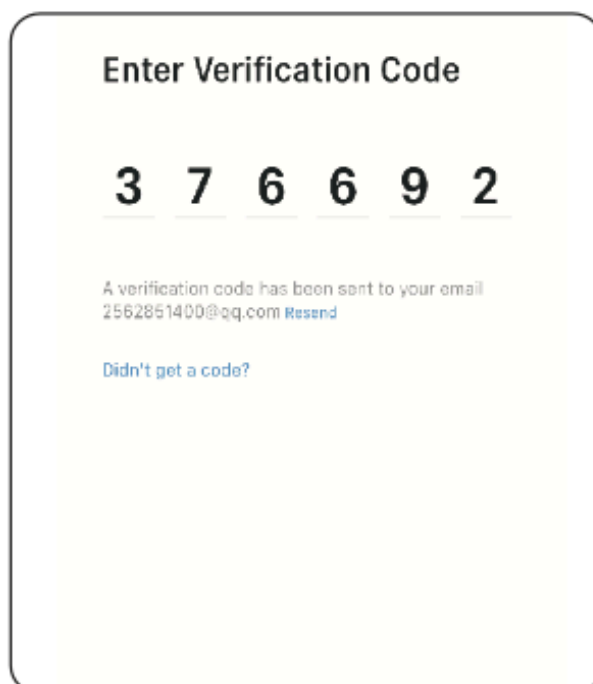 Enter Verification Code
3 7 6 6 9 2
A verification code has been sent to your email
2562851400@qq.com Resend
Didn't get a code?